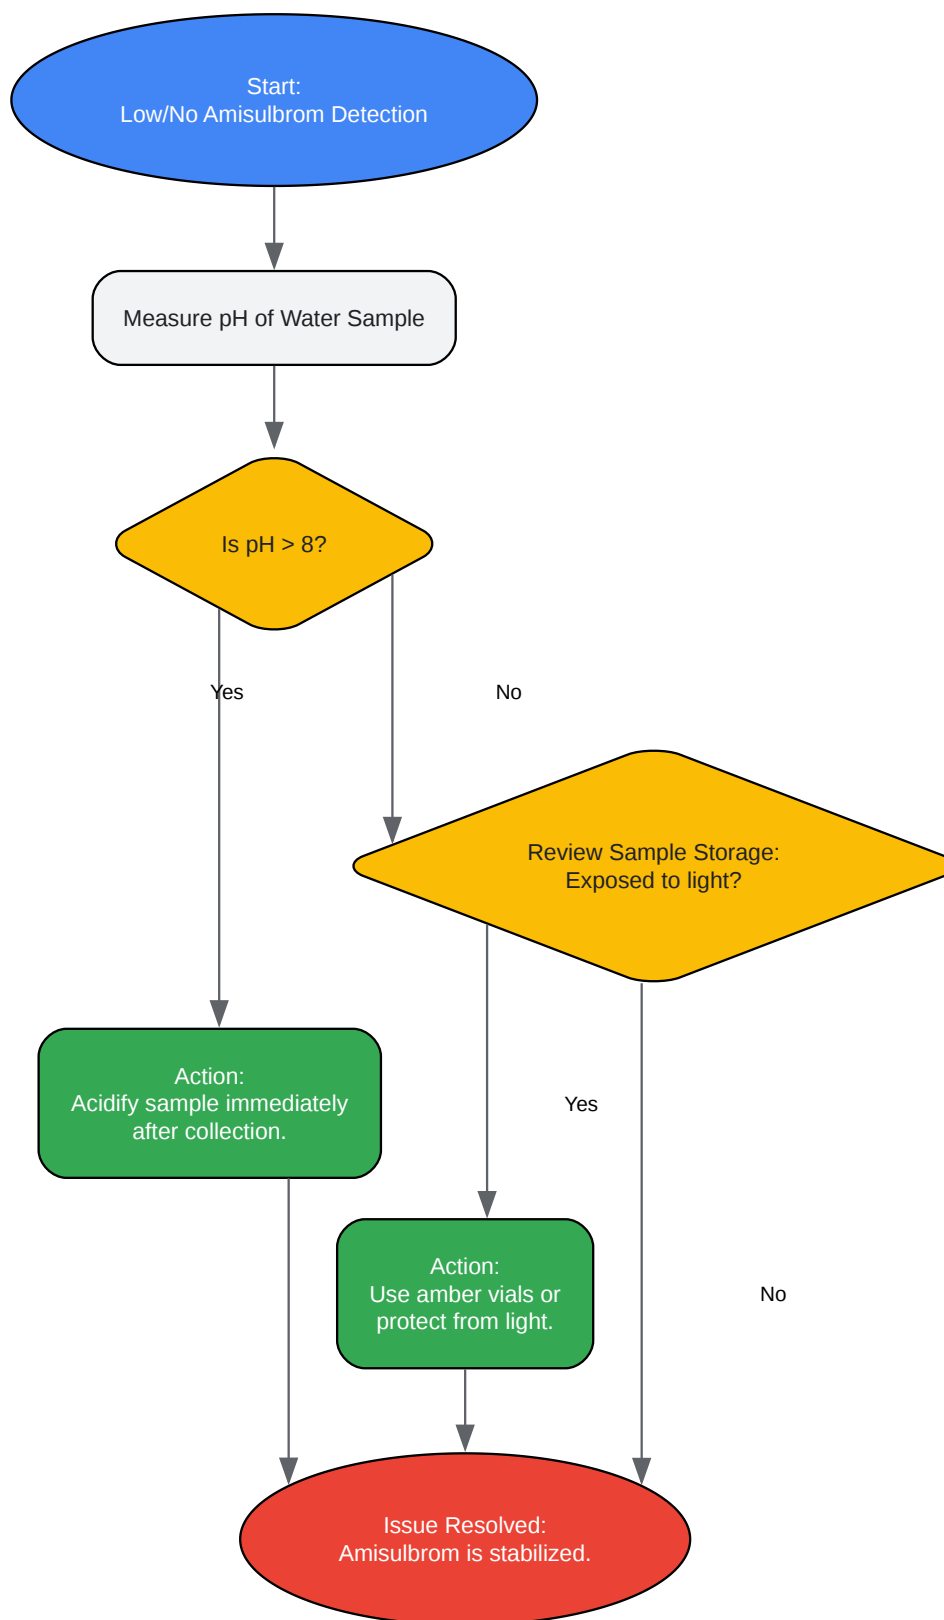 Start:
Low/No Amisulbrom Detection
Measure pH of Water Sample
Is pH > 8?
Yes
No
Review Sample Storage:
Exposed to light?
Action:
Acidify sample immediately
after collection.
Yes
Action:
Use amber vials or
protect from light.
No
Issue Resolved:
Amisulbrom is stabilized.